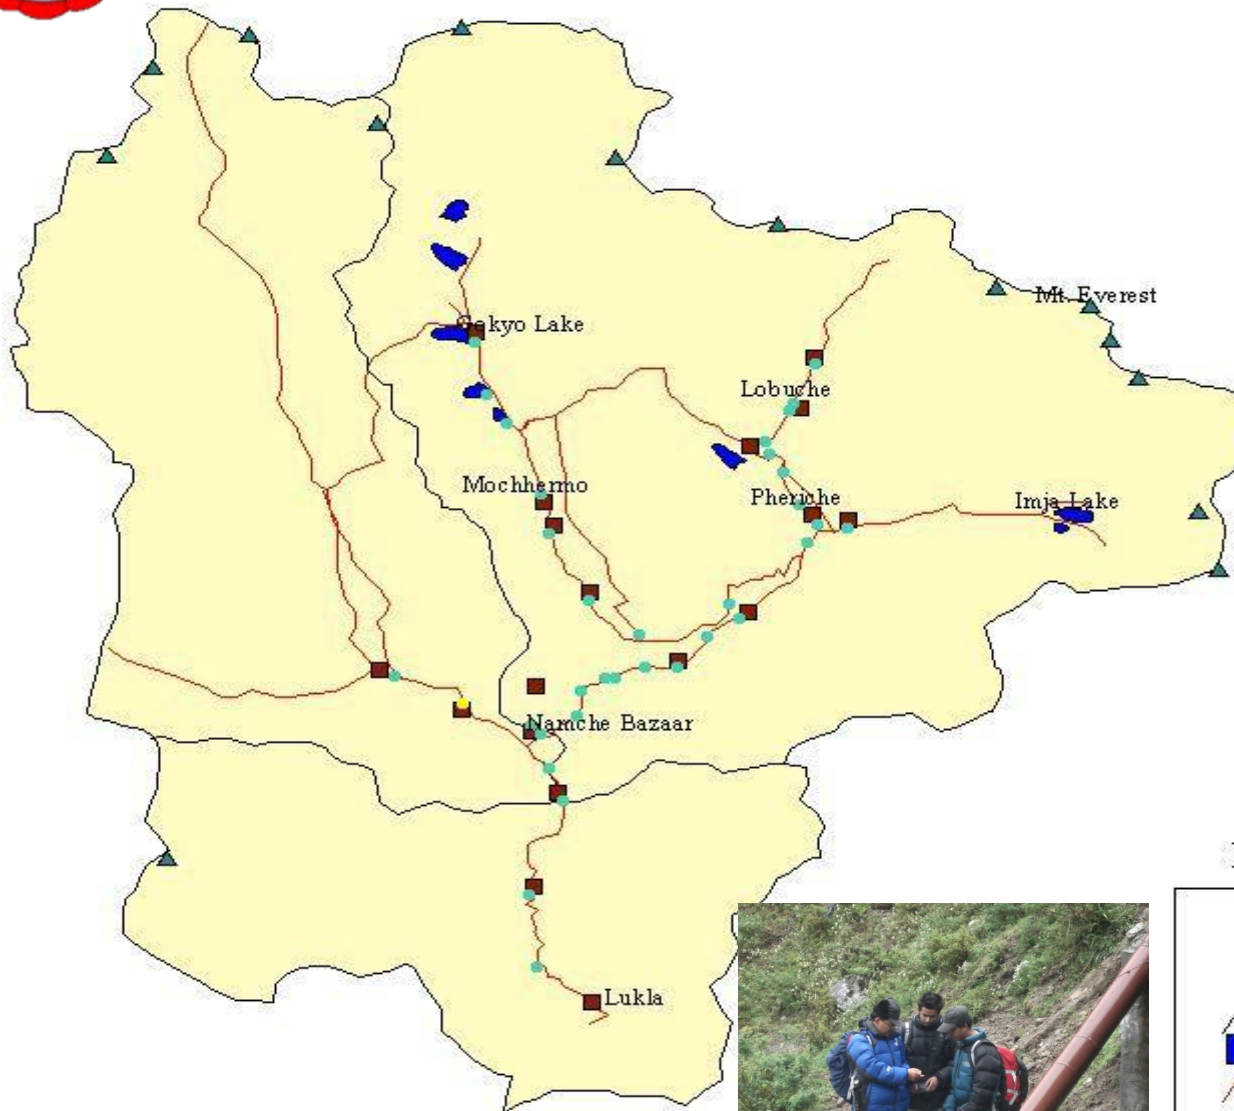 Mt. Everest
Gokyo Lake
Lobuche
Mochhermo
Pheriche
Imja Lake
Namche Bazaar
Lukla